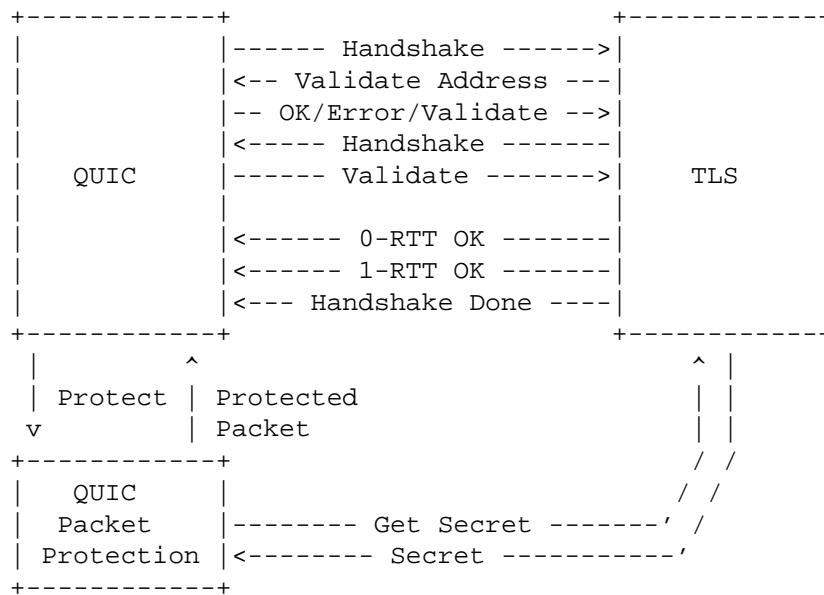 +------------+                               +-------------
|            |------ Handshake ------>|
|            |<-- Validate Address ---|
|            |-- OK/Error/Validate -->|
|            |<----- Handshake -------|
|   QUIC     |------ Validate ------->|    TLS
|            |                        |
|            |<------ 0-RTT OK -------|
|            |<------ 1-RTT OK -------|
|            |<--- Handshake Done ----|
+------------+                        +-------------
 |         ^                               ^ |
 | Protect | Protected                     | |
 v         | Packet                        | |
+------------+                             / /
|   QUIC     |                            / /
|  Packet    |-------- Get Secret -------' /
| Protection |<-------- Secret -----------'
+------------+